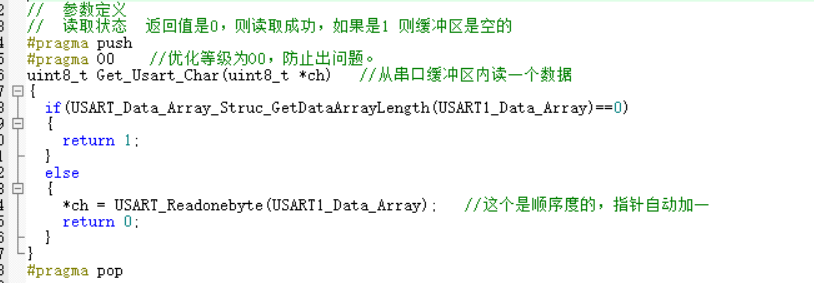 //  参数定义
//  读取状态  返回值是0，则读取成功，如果是1 则缓冲区是空的
#pragma push
#pragma O0    //优化等级为O0，防止出问题。
uint8_t Get_Usart_Char(uint8_t *ch)   //从串口缓冲区内读一个数据
{
  if(USART_Data_Array_Struc_GetDataArrayLength(USART1_Data_Array)==0)
  {
    return 1;
  }
  else
  {
    *ch = USART_Readonebyte(USART1_Data_Array);   //这个是顺序度的，指针自动加一
    return 0;
  }
}
#pragma pop